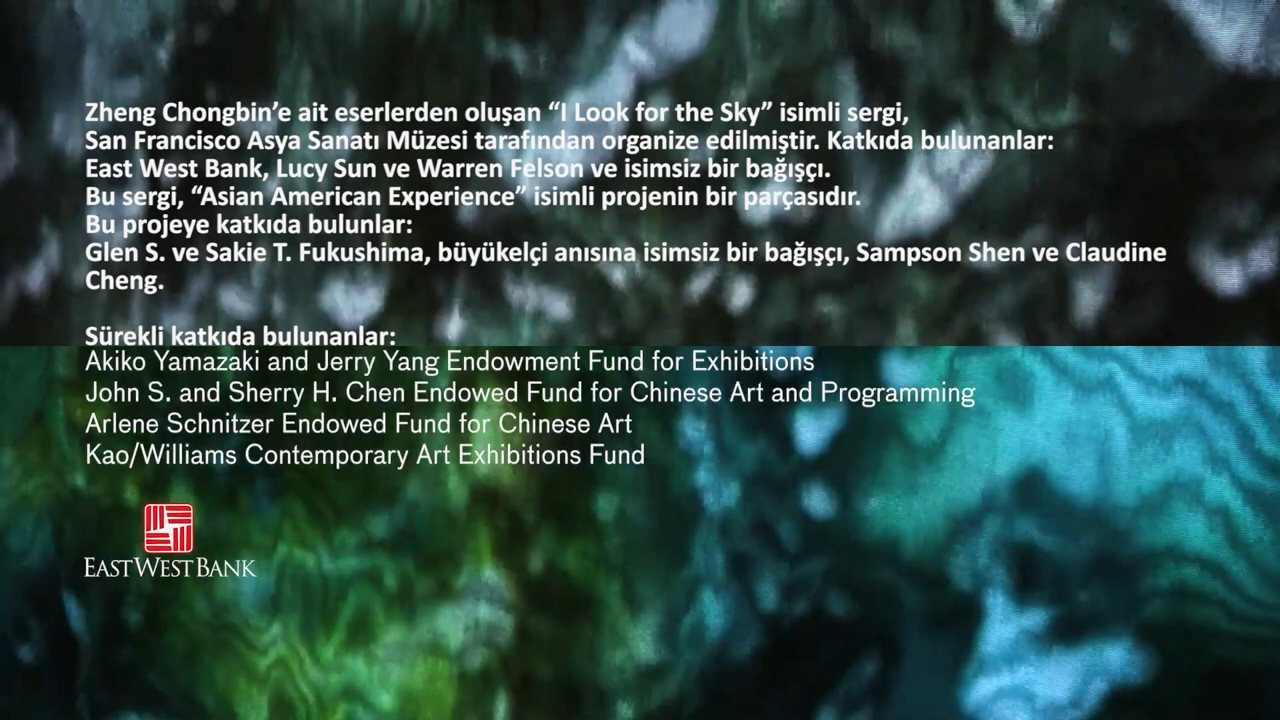 Zheng Chongbin’e ait eserlerden oluşan “I Look for the Sky” isimli sergi,
San Francisco Asya Sanatı Müzesi tarafından organize edilmiştir. Katkıda bulunanlar:
East West Bank, Lucy Sun ve Warren Felson ve isimsiz bir bağışçı.
Bu sergi, “Asian American Experience” isimli projenin bir parçasıdır.
Bu projeye katkıda bulunlar:
Glen S. ve Sakie T. Fukushima, büyükelçi anısına isimsiz bir bağışçı, Sampson Shen ve Claudine
Cheng.
Sürekli katkıda bulunanlar:
Akiko Yamazaki and Jerry Yang Endowment Fund for Exhibitions
John S. and Sherry H. Chen Endowed Fund for Chinese Art and Programming
Arlene Schnitzer Endowed Fund for Chinese Art
Kao/Williams Contemporary Art Exhibitions Fund
EAST WEST BANK